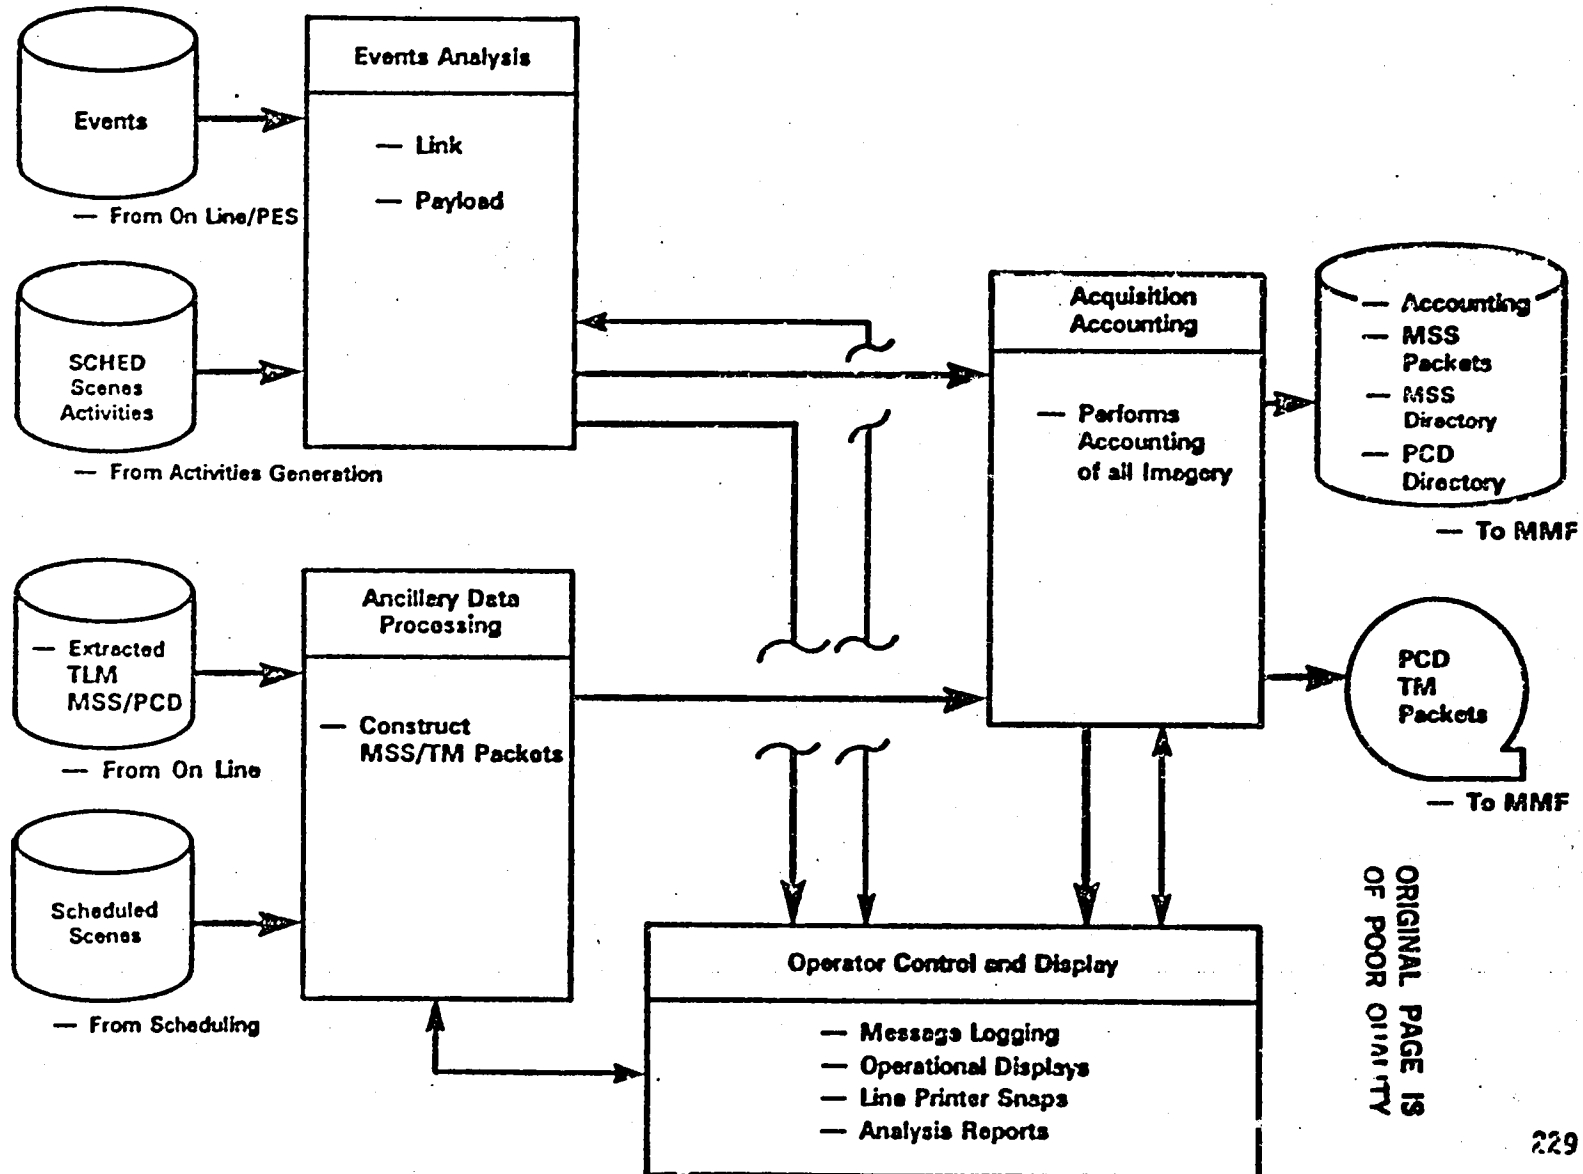 Events
— From On Line/PES
Events Analysis
— Link
— Payload
SCHED
Scenes
Activities
— From Activities Generation
Acquisition
Accounting
— Performs
Accounting
of all Imagery
— Accounting
— MSS
Packets
— MSS
Directory
— PCD
Directory
— To MMF
— Extracted
TLM
MSS/PCD
— From On Line
Ancillary Data
Processing
— Construct
MSS/TM Packets
PCD
TM
Packets
— To MMF
Scheduled
Scenes
— From Scheduling
Operator Control and Display
— Message Logging
— Operational Displays
— Line Printer Snaps
— Analysis Reports
ORIGINAL PAGE IS
OF POOR QUALITY
229